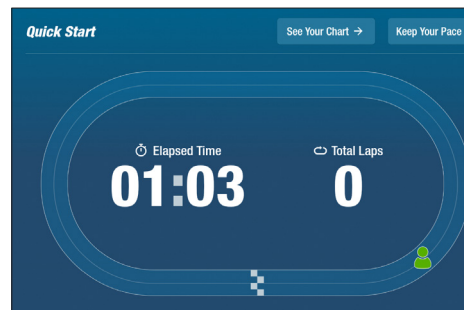 Quick Start
See Your Chart →
Keep Your Pace
Elapsed Time
Total Laps
01:03
0